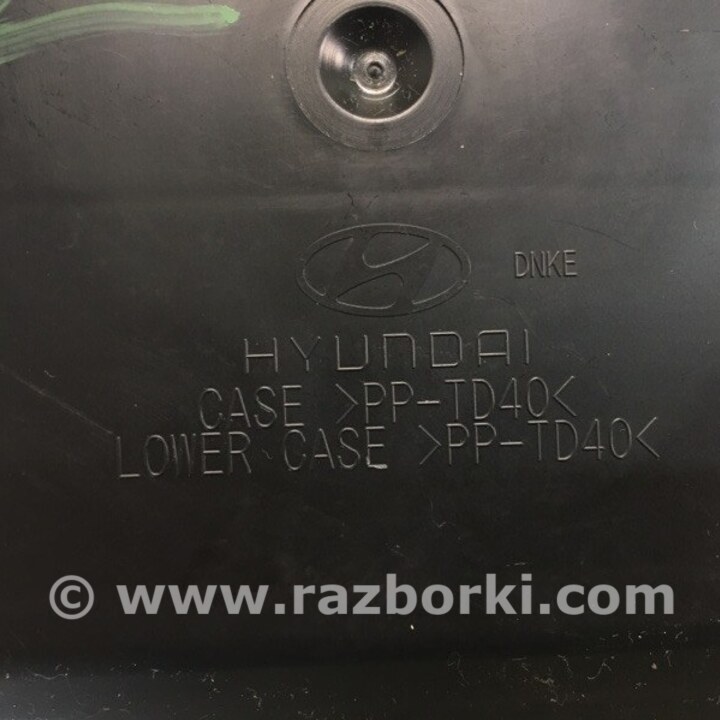 DNKE
HYUNDAI
CASE >PP-TD40<
LOWER CASE >PP-TD40<
© www.razborki.com